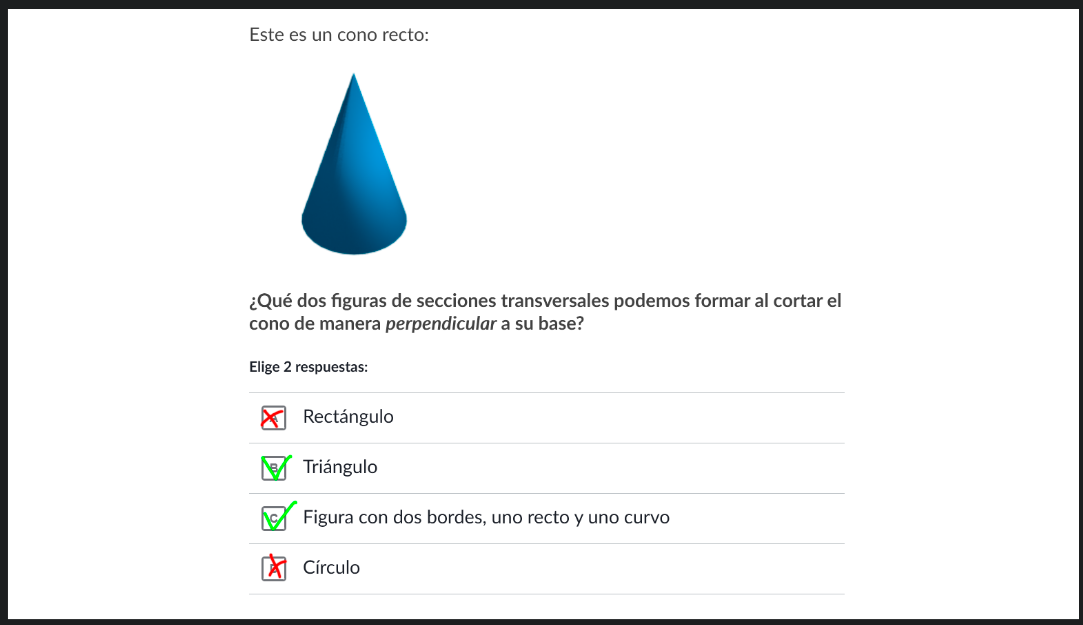 Este es un cono recto:
¿Qué dos figuras de secciones transversales podemos formar al cortar el
cono de manera perpendicular a su base?
Elige 2 respuestas:
Rectángulo
B Triángulo
C Figura con dos bordes, uno recto y uno curvo
Círculo